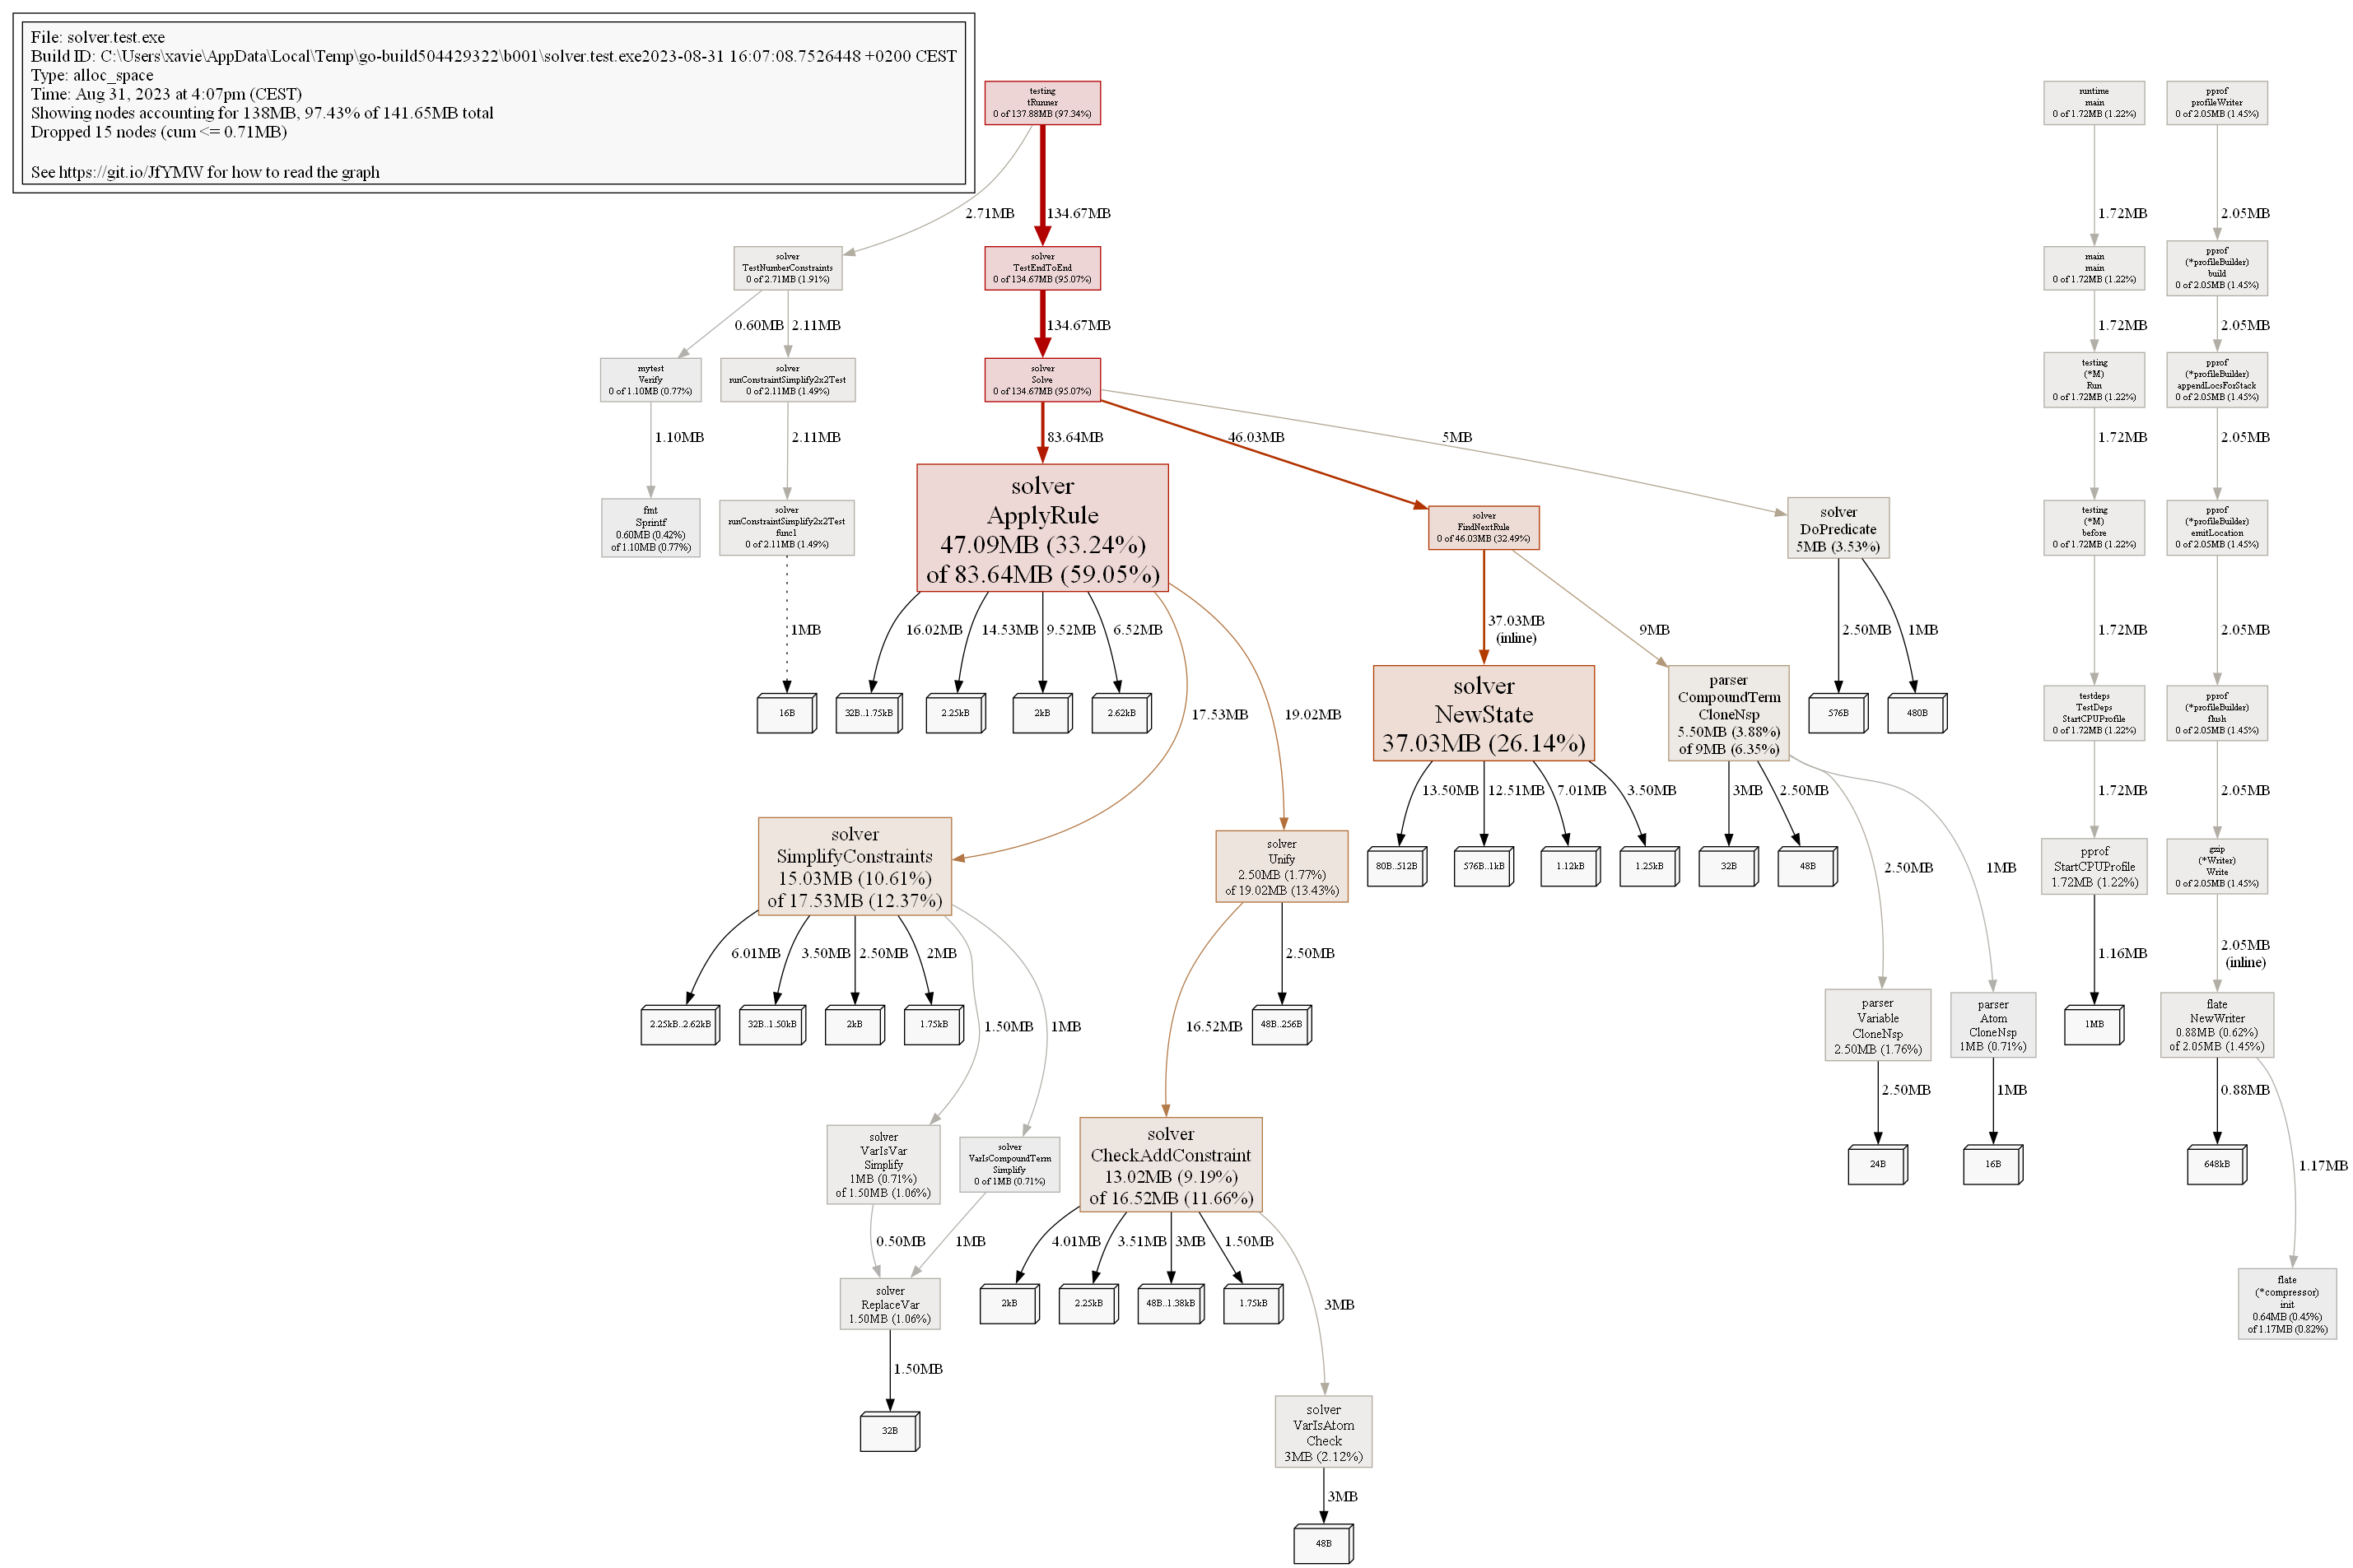 File: solver.test.exe
Build ID: C:\Users\xavie\AppData\Local\Temp\go-build504429322\b001\solver.test.exe2023-08-31 16:07:08.7526448 +0200 CEST
Type: alloc_space
Time: Aug 31, 2023 at 4:07pm (CEST)
Showing nodes accounting for 138MB, 97.43% of 141.65MB total
Dropped 15 nodes (cum <= 0.71MB)
See https://git.io/JfYMW for how to read the graph
testing
tRunner
0 of 137.88MB (97.34%)
runtime
main
0 of 1.72MB (1.22%)
pprof
profileWriter
0 of 2.05MB (1.45%)
2.71MB
134.67MB
1.72MB
2.05MB
solver
TestNumberConstraints
0 of 2.71MB (1.91%)
solver
TestEndToEnd
0 of 134.67MB (95.07%)
main
main
0 of 1.72MB (1.22%)
pprof
(*profileBuilder)
build
0 of 2.05MB (1.45%)
0.60MB
2.11MB
134.67MB
1.72MB
2.05MB
mytest
Verify
0 of 1.10MB (0.77%)
solver
runConstraintSimplify2x2Test
0 of 2.11MB (1.49%)
solver
Solve
0 of 134.67MB (95.07%)
testing
(*M)
Run
0 of 1.72MB (1.22%)
pprof
(*profileBuilder)
appendLocsForStack
0 of 2.05MB (1.45%)
1.10MB
2.11MB
83.64MB
46.03MB
5MB
1.72MB
2.05MB
fmt
Sprintf
0.60MB (0.42%)
of 1.10MB (0.77%)
solver
runConstraintSimplify2x2Test
func1
0 of 2.11MB (1.49%)
solver
ApplyRule
47.09MB (33.24%)
of 83.64MB (59.05%)
solver
FindNextRule
0 of 46.03MB (32.49%)
solver
DoPredicate
5MB (3.53%)
testing
(*M)
before
0 of 1.72MB (1.22%)
pprof
(*profileBuilder)
emitLocation
0 of 2.05MB (1.45%)
1MB
16.02MB
14.53MB
9.52MB
6.52MB
37.03MB
(inline)
9MB
2.50MB
1MB
1.72MB
2.05MB
16B
32B..1.75kB
2.25kB
2kB
2.62kB
17.53MB
19.02MB
solver
NewState
37.03MB (26.14%)
parser
CompoundTerm
CloneNsp
5.50MB (3.88%)
of 9MB (6.35%)
576B
480B
testdeps
TestDeps
StartCPUProfile
0 of 1.72MB (1.22%)
pprof
(*profileBuilder)
flush
0 of 2.05MB (1.45%)
13.50MB
12.51MB
7.01MB
3.50MB
3MB
2.50MB
1.72MB
2.05MB
solver
SimplifyConstraints
15.03MB (10.61%)
of 17.53MB (12.37%)
solver
Unify
2.50MB (1.77%)
of 19.02MB (13.43%)
80B..512B
576B..1kB
1.12kB
1.25kB
32B
48B
2.50MB
1MB
pprof
StartCPUProfile
1.72MB (1.22%)
gzip
(*Writer)
Write
0 of 2.05MB (1.45%)
6.01MB
3.50MB
2.50MB
2MB
2.50MB
1.16MB
2.05MB
(inline)
2.25kB..2.62kB
32B..1.50kB
2kB
1.75kB
1.50MB
1MB
16.52MB
48B..256B
parser
Variable
CloneNsp
2.50MB (1.76%)
parser
Atom
CloneNsp
1MB (0.71%)
1MB
flate
NewWriter
0.88MB (0.62%)
of 2.05MB (1.45%)
2.50MB
1MB
0.88MB
solver
VarIsVar
Simplify
1MB (0.71%)
of 1.50MB (1.06%)
solver
VarIsCompoundTerm
Simplify
0 of 1MB (0.71%)
solver
CheckAddConstraint
13.02MB (9.19%)
of 16.52MB (11.66%)
24B
16B
648kB
1.17MB
0.50MB
1MB
4.01MB
3.51MB
3MB
1.50MB
solver
ReplaceVar
1.50MB (1.06%)
2kB
2.25kB
48B..1.38kB
1.75kB
3MB
flate
(*compressor)
init
0.64MB (0.45%)
of 1.17MB (0.82%)
1.50MB
32B
solver
VarIsAtom
Check
3MB (2.12%)
3MB
48B